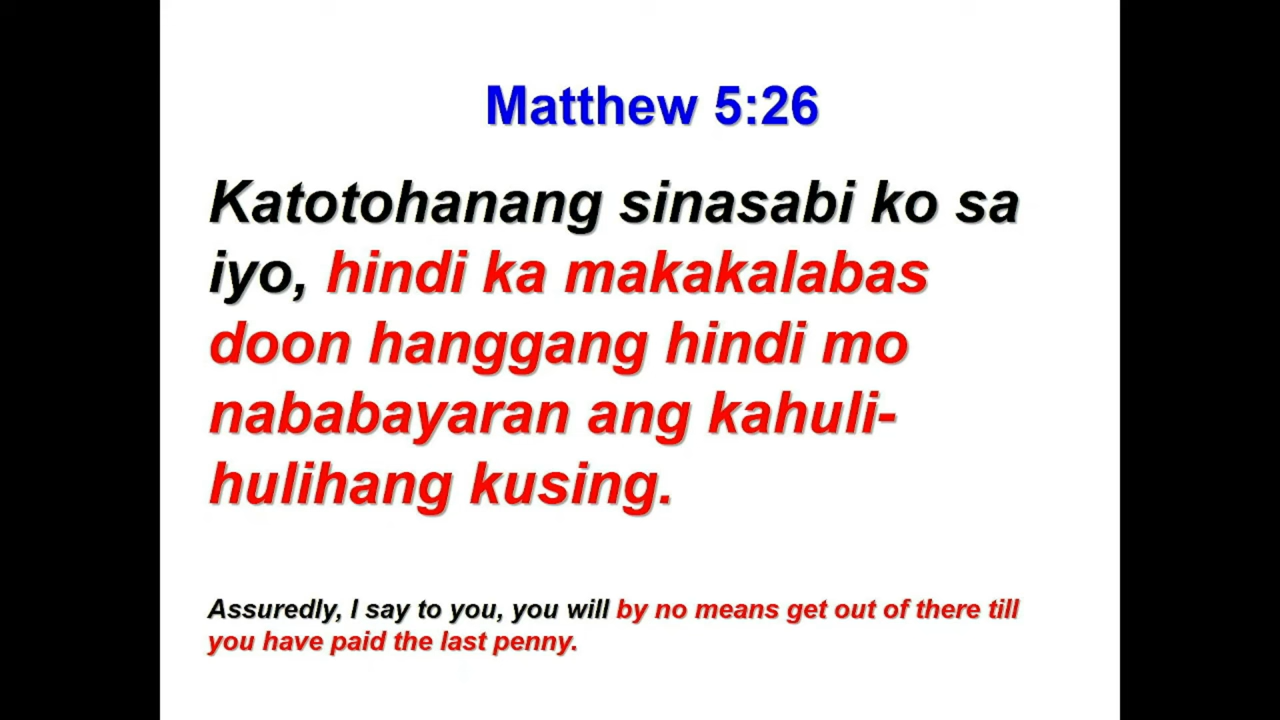 Matthew 5:26
Katotohanang sinasabi ko sa
iyo, hindi ka makakalabas
doon hanggang hindi mo
nababayaran ang kahuli-
hulihang kusing.
Assuredly, I say to you, you will by no means get out of there till
you have paid the last penny.